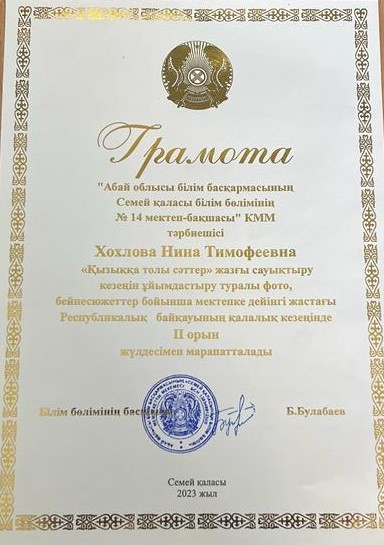 Грамота
"Абай облысы білім басқармасының
Семей қаласы білім бөлімінің
№ 14 мектеп-бақшасы" КММ
тәрбиешісі
Хохлова Нина Тимофеевна
«Қызыққа толы сәттер» жазғы сауықтыру
кезеңін ұйымдастыру туралы фото,
бейнесюжеттер бойынша мектепке дейінгі жастағы
Республикалық байқауының қалалық кезеңінде
II орын
жүлдесімен марапатталады
Білім бөлімінің Б.Булабаев
Семей қаласы
2023 жыл